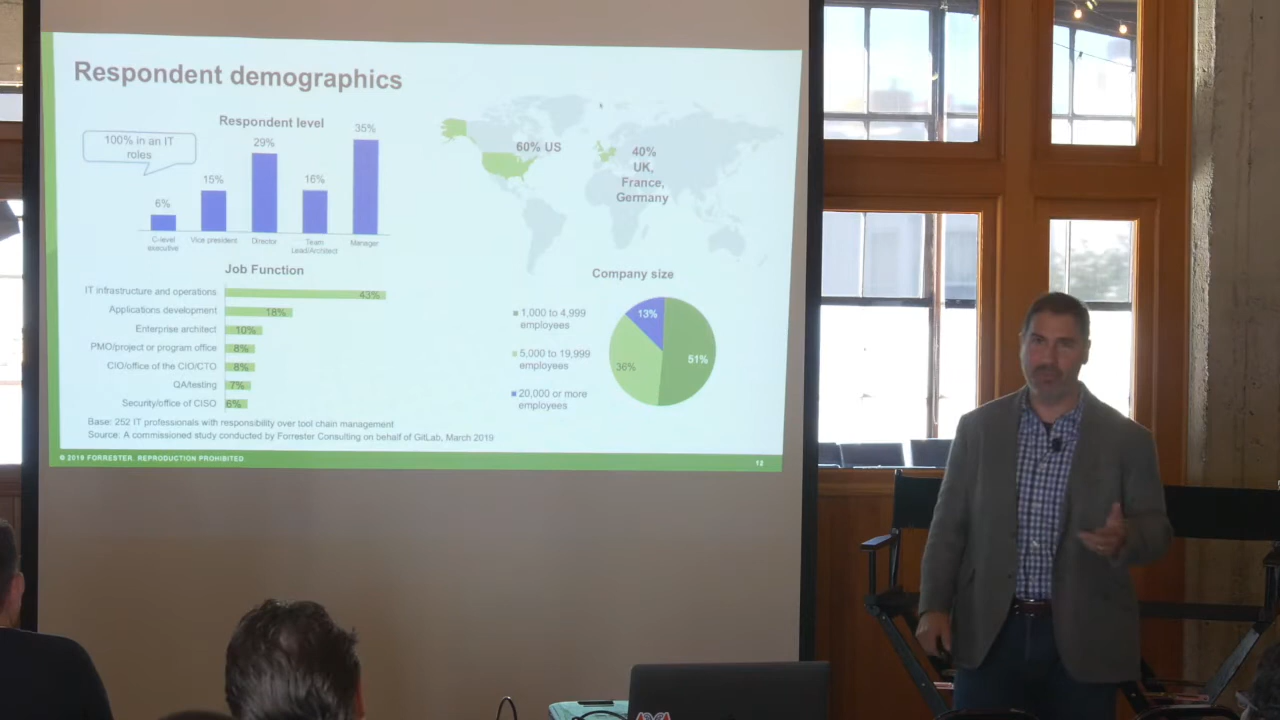 Respondent demographics
Respondent level
100% in an IT
roles
6%
15%
29%
16%
35%
C-level
executive
Vice president
Director
Team
Lead/Architect
Manager
60% US
40%
UK,
France,
Germany
Job Function
IT infrastructure and operations
43%
Applications development
18%
Enterprise architect
10%
PMO/project or program office
8%
CIO/office of the CIO/CTO
8%
QA/testing
7%
Security/office of CISO
6%
Company size
1,000 to 4,999
employees
5,000 to 19,999
employees
20,000 or more
employees
13%
51%
36%
Base: 252 IT professionals with responsibility over tool chain management
Source: A commissioned study conducted by Forrester Consulting on behalf of GitLab, March 2019
© 2019 FORRESTER. REPRODUCTION PROHIBITED
12